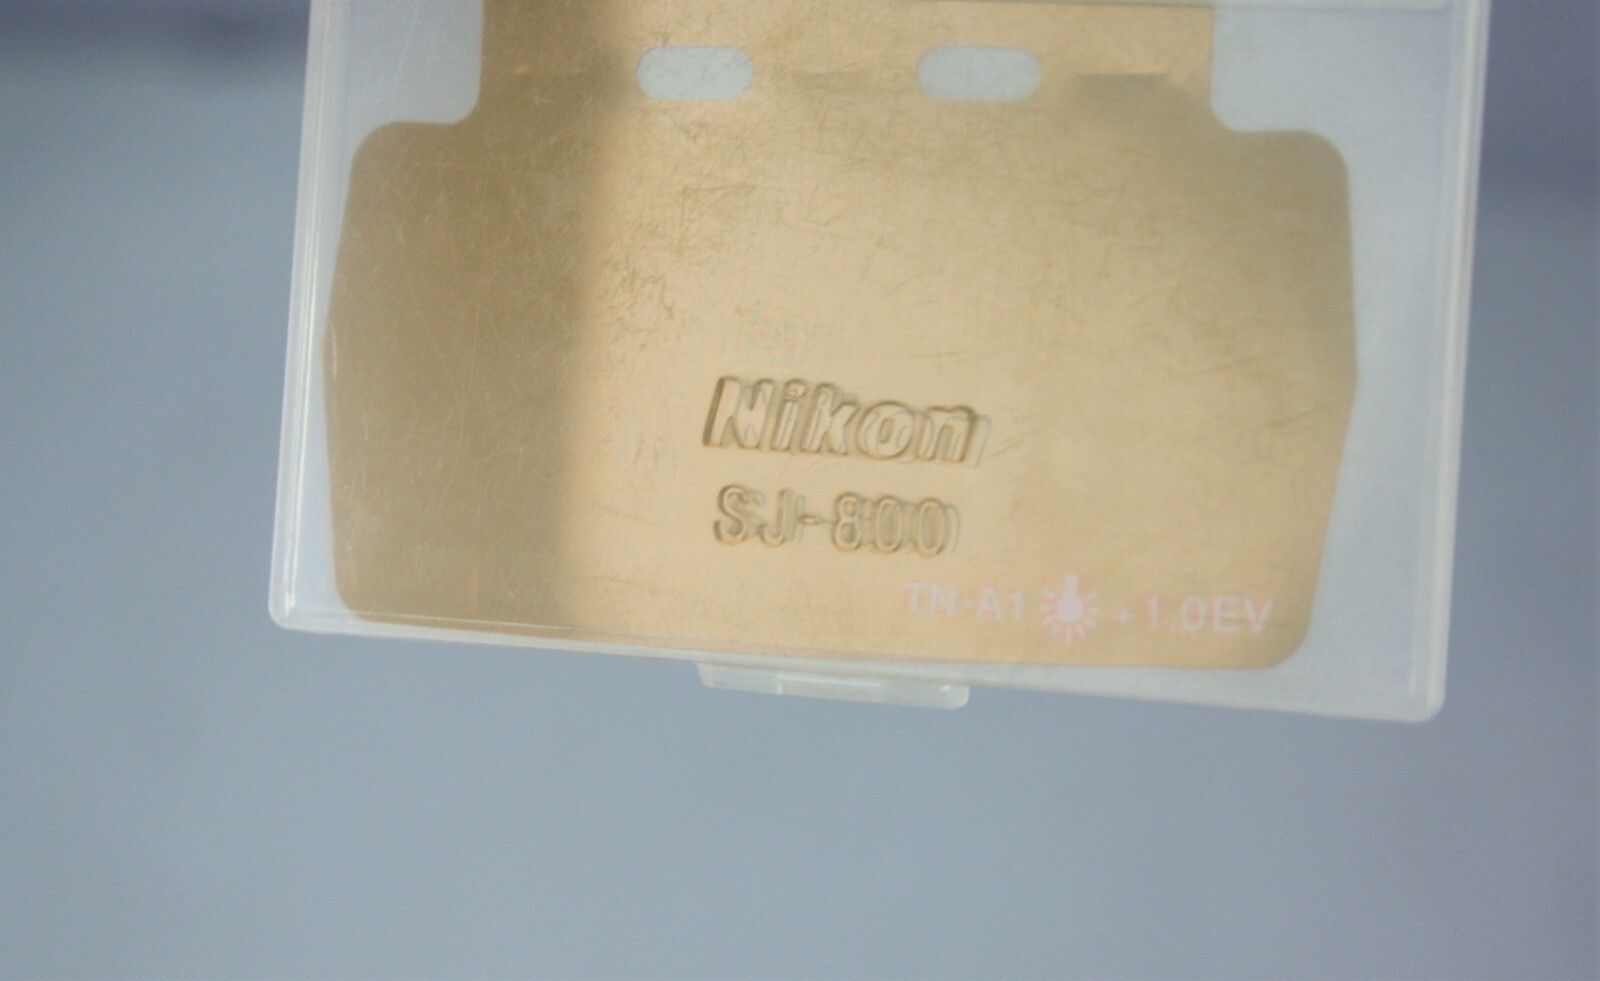 Nikon
SJ-800
TN-A1 + 1.0EV